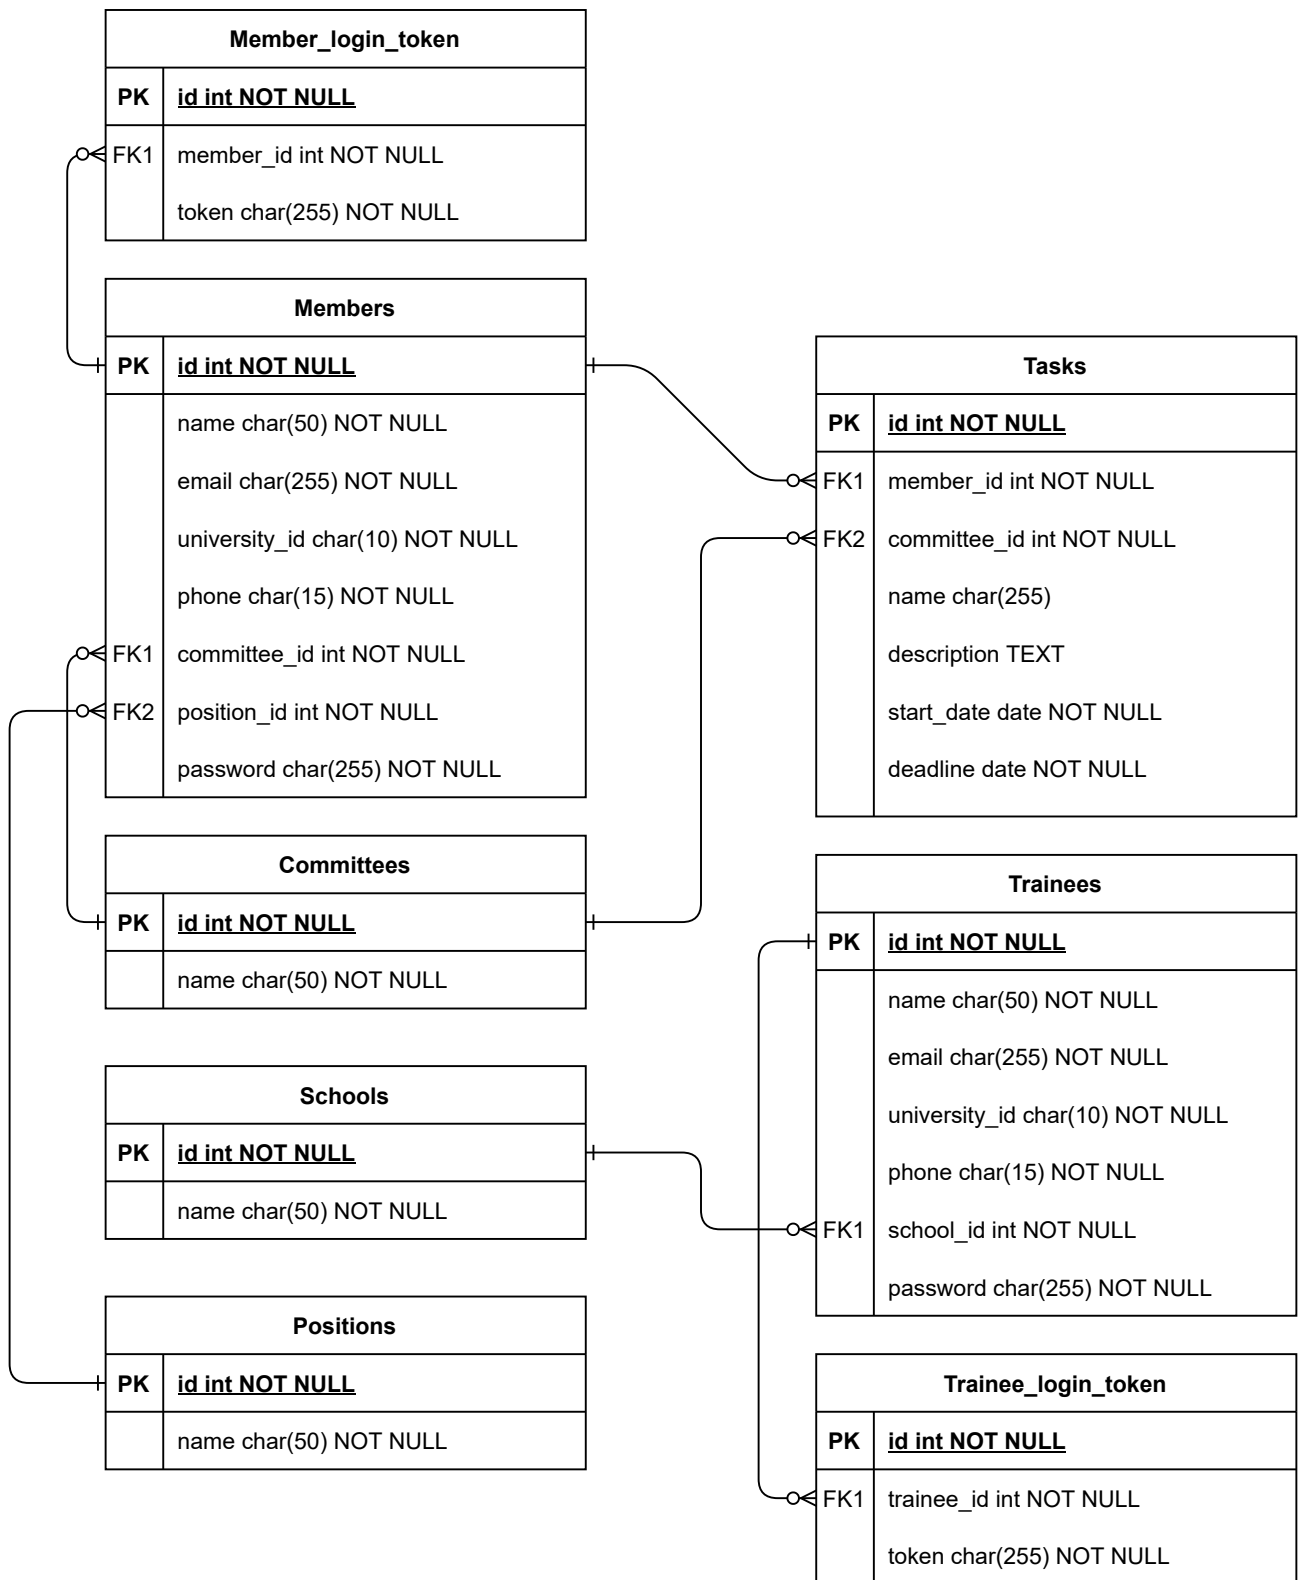 Member_login_token
PK id int NOT NULL
FK1 member_id int NOT NULL
token char(255) NOT NULL
Members
PK id int NOT NULL
name char(50) NOT NULL
email char(255) NOT NULL
university_id char(10) NOT NULL
phone char(15) NOT NULL
FK1 committee_id int NOT NULL
FK2 position_id int NOT NULL
password char(255) NOT NULL
Committees
PK id int NOT NULL
name char(50) NOT NULL
Schools
PK id int NOT NULL
name char(50) NOT NULL
Positions
PK id int NOT NULL
name char(50) NOT NULL
Tasks
PK id int NOT NULL
FK1 member_id int NOT NULL
FK2 committee_id int NOT NULL
name char(255)
description TEXT
start_date date NOT NULL
deadline date NOT NULL
Trainees
PK id int NOT NULL
name char(50) NOT NULL
email char(255) NOT NULL
university_id char(10) NOT NULL
phone char(15) NOT NULL
FK1 school_id int NOT NULL
password char(255) NOT NULL
Trainee_login_token
PK id int NOT NULL
FK1 trainee_id int NOT NULL
token char(255) NOT NULL